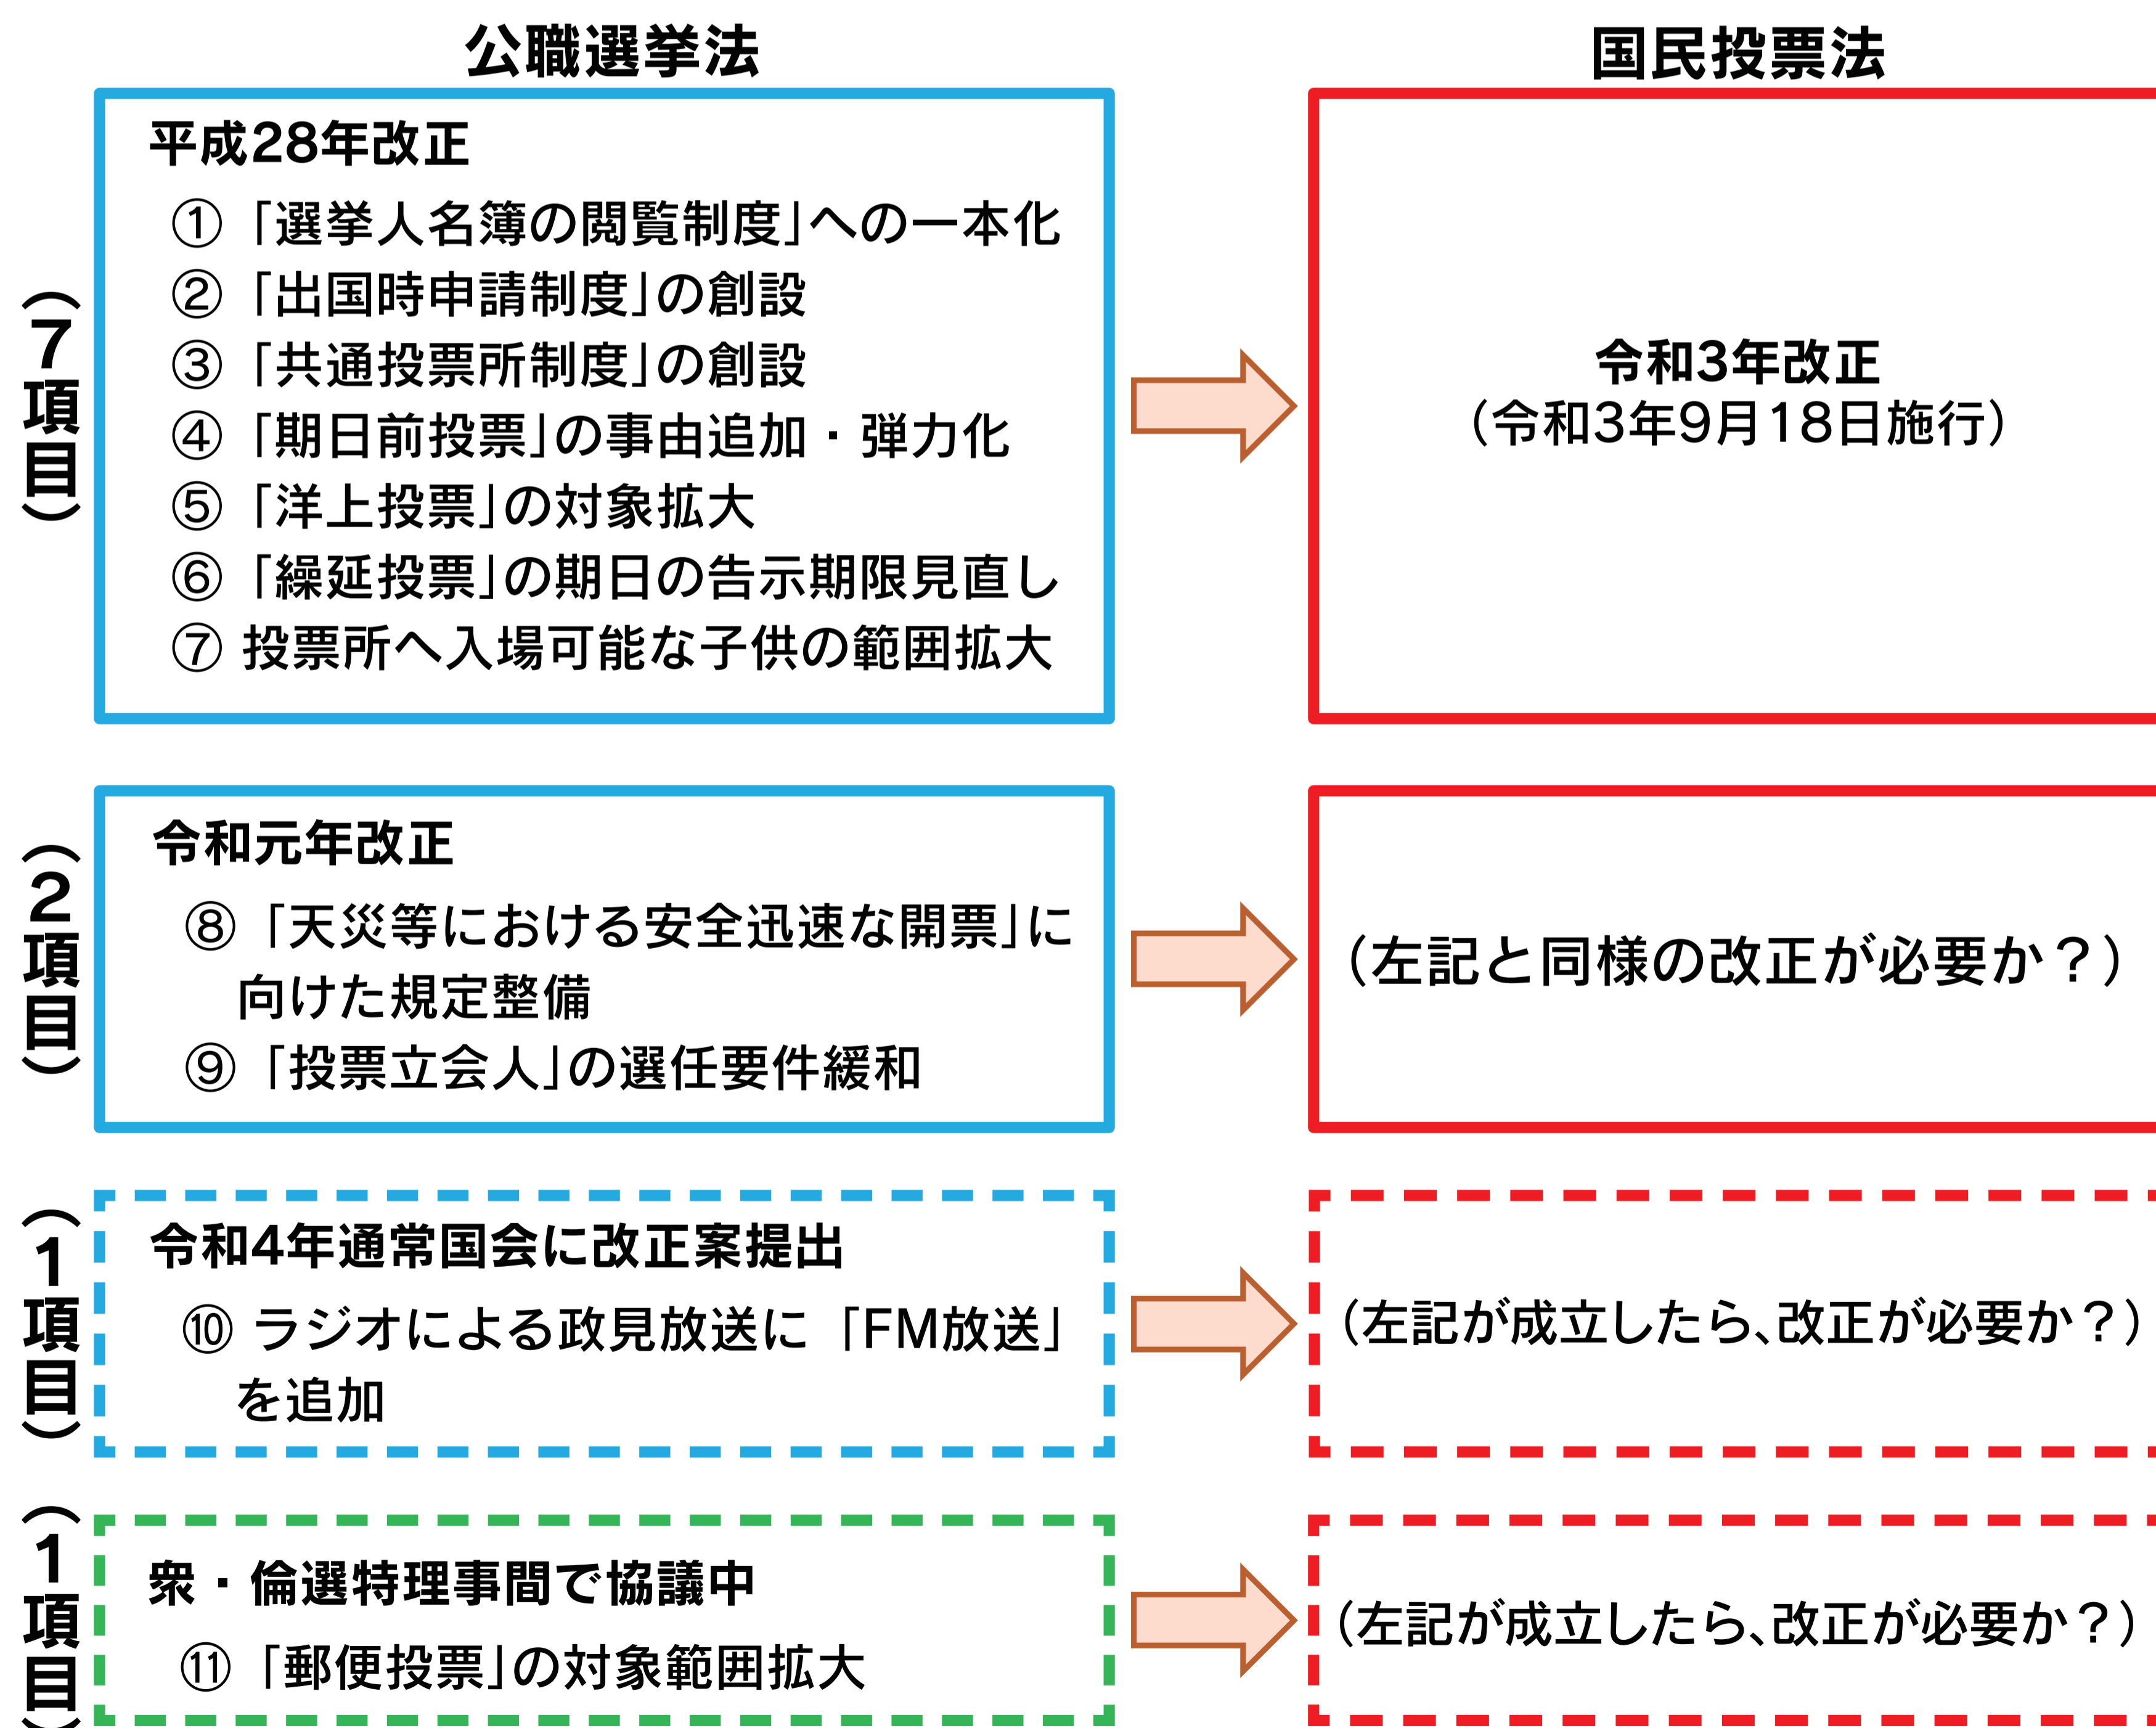 公職選挙法
国民投票法
(7項目)
平成28年改正
① 「選挙人名簿の閲覧制度」への一本化
② 「出国時申請制度」の創設
③ 「共通投票所制度」の創設
④ 「期日前投票」の事由追加・弾力化
⑤ 「洋上投票」の対象拡大
⑥ 「繰延投票」の期日の告示期限見直し
⑦ 投票所へ入場可能な子供の範囲拡大
令和3年改正
(令和3年9月18日施行)
(2項目)
令和元年改正
⑧ 「天災等における安全迅速な開票」に
向けた規定整備
⑨ 「投票立会人」の選任要件緩和
(左記と同様の改正が必要か?)
(1項目)
令和4年通常国会に改正案提出
⑩ ラジオによる政見放送に「FM放送」
を追加
(左記が成立したら、改正が必要か?)
(1項目)
衆・倫選特理事間で協議中
⑪ 「郵便投票」の対象範囲拡大
(左記が成立したら、改正が必要か?)